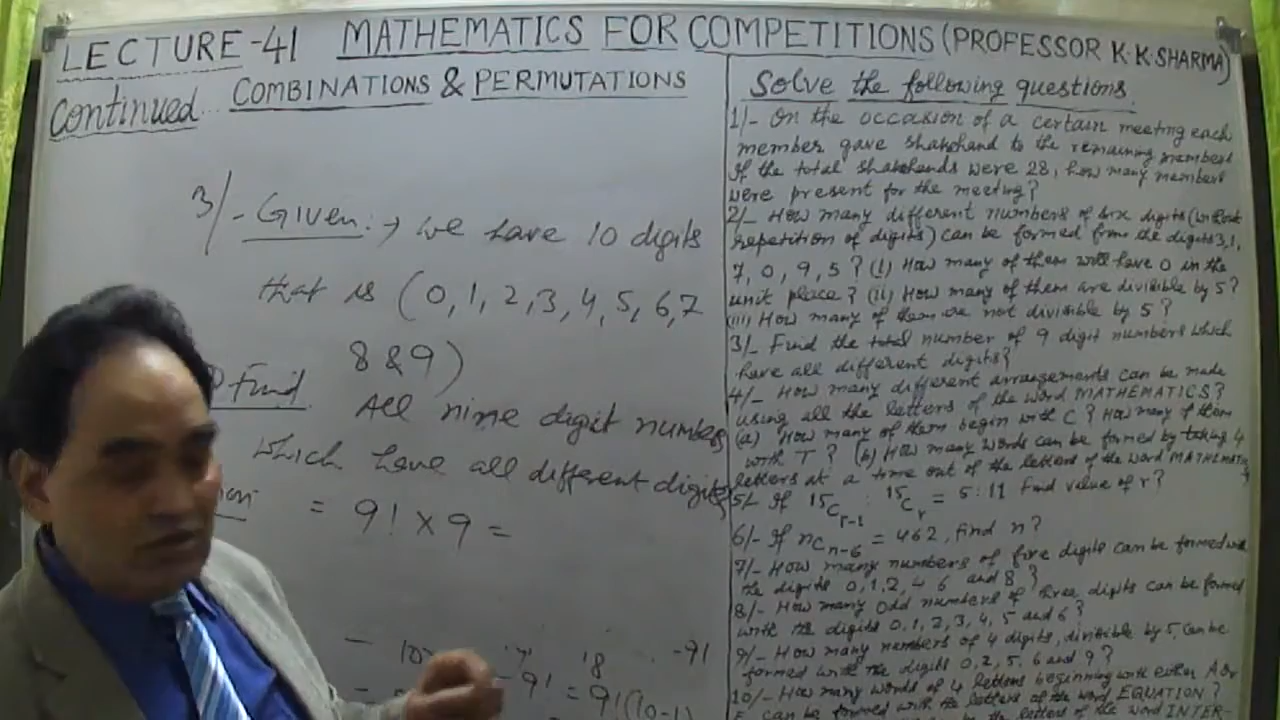 LECTURE-41 MATHEMATICS FOR COMPETITIONS (PROFESSOR K.K.SHARMA)
Continued... COMBINATIONS & PERMUTATIONS
3/- Given:→ we have 10 digits
that is (0, 1, 2, 3, 4, 5, 6, 7
8 & 9)
Find
All nine digit numbers
which have all different digits
= 9! × 9 =
-9!
-9! = 9!(10-1)
Solve the following questions.
1/- On the occasion of a certain meeting each
member gave shakehand to the remaining members
If the total shakehands were 28, how many members
were present for the meeting?
2/- How many different numbers of six digits (without
repetition of digits) can be formed from the digits 3, 1,
7, 0, 9, 5 ? (i) How many of them will have 0 in the
unit place? (ii) How many of them are divisible by 5?
(iii) How many of them are not divisible by 5 ?
3/- Find the total number of 9 digit numbers which
have all different digits?
4/- How many different arrangements can be made
using all the letters of the word MATHEMATICS?
(a) How many of them begin with C ? How many of them
with T ? (b) How many words can be formed by taking 4
letters at a time out of the letters of the word MATHEMATIC
5/- If 15Cr-1 : 15Cr = 5:11 Find value of r ?
6/- If nCn-6 = 462, find n?
7/- How many numbers of five digits can be formed with
the digits 0, 1, 2, 4 6 and 8 ?
8/- How many odd numbers of three digits can be formed
with the digits 0, 1, 2, 3, 4, 5 and 6 ?
9/- How many numbers of 4 digits, divisible by 5, can be
formed with the digits 0, 2, 5, 6 and 9 ?
10/- How many words of 4 letters beginning with either A or
E can be formed with the letters of the word EQUATION ?
the letters of the word INTER-